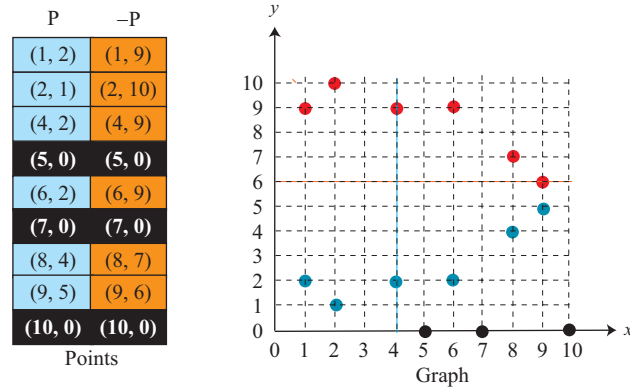 P −P
(1, 2) (1, 9)
(2, 1) (2, 10)
(4, 2) (4, 9)
(5, 0) (5, 0)
(6, 2) (6, 9)
(7, 0) (7, 0)
(8, 4) (8, 7)
(9, 5) (9, 6)
(10, 0) (10, 0)
Points
y
10
9
8
7
6
5
4
3
2
1
0
x
0 1 2 3 4 5 6 7 8 9 10
Graph